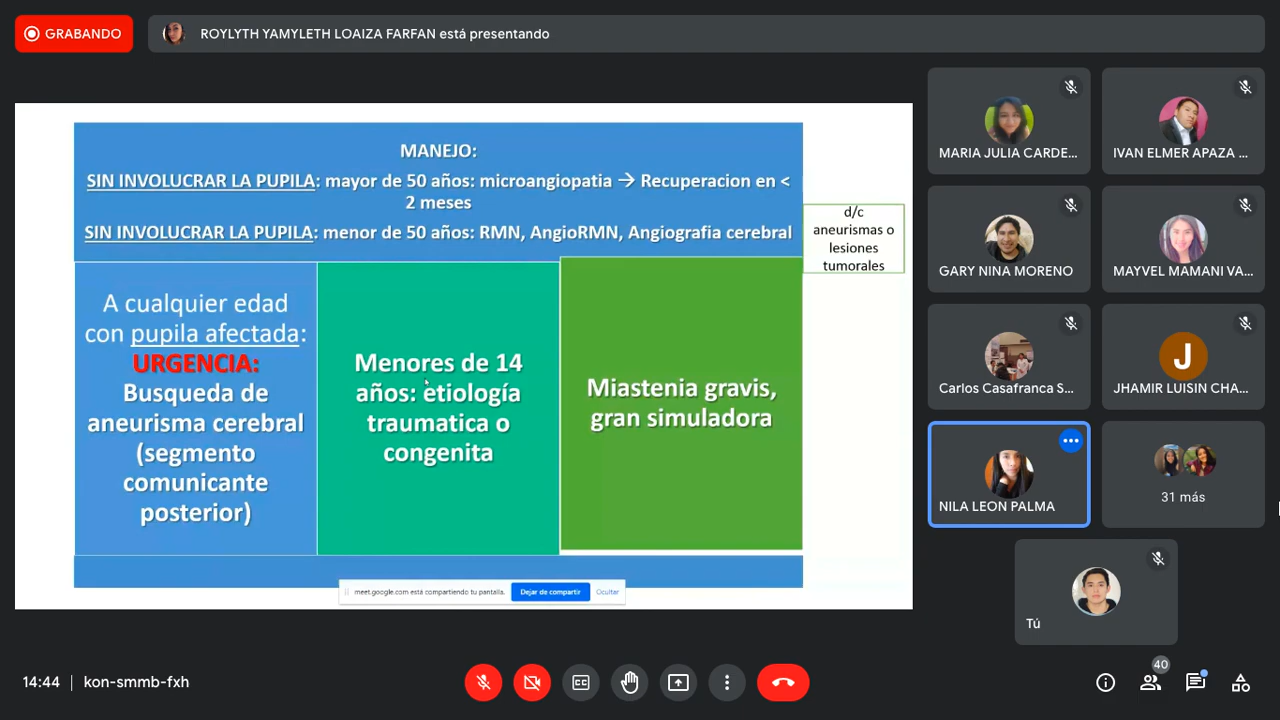 GRABANDO
ROYLYTH YAMYLETH LOAIZA FARFAN está presentando
MANEJO:
SIN INVOLUCRAR LA PUPILA: mayor de 50 años: microangiopatia → Recuperacion en <
2 meses
SIN INVOLUCRAR LA PUPILA: menor de 50 años: RMN, AngioRMN, Angiografia cerebral
d/c
aneurismas o
lesiones
tumorales
A cualquier edad
con pupila afectada:
URGENCIA:
Busqueda de
aneurisma cerebral
(segmento
comunicante
posterior)
Menores de 14
años: etiología
traumatica o
congenita
Miastenia gravis,
gran simuladora
meet.google.com está compartiendo tu pantalla.
Dejar de compartir
Ocultar
MARIA JULIA CARDE...
IVAN ELMER APAZA ...
GARY NINA MORENO
MAYVEL MAMANI VA...
Carlos Casafranca S...
J
JHAMIR LUISIN CHA...
NILA LEON PALMA
31 más
Tú
14:44 | kon-smmb-fxh
CC
40